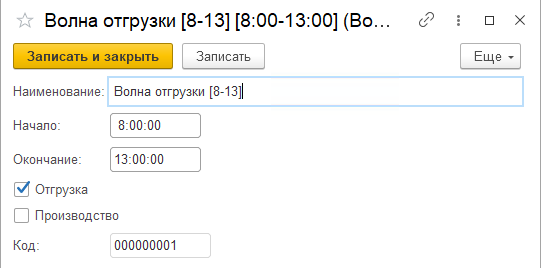 Волна отгрузки [8-13] [8:00-13:00] (Во...
Записать и закрыть Записать Еще
Наименование: Волна отгрузки [8-13]
Начало: 8:00:00
Окончание: 13:00:00
Отгрузка
Производство
Код: 000000001